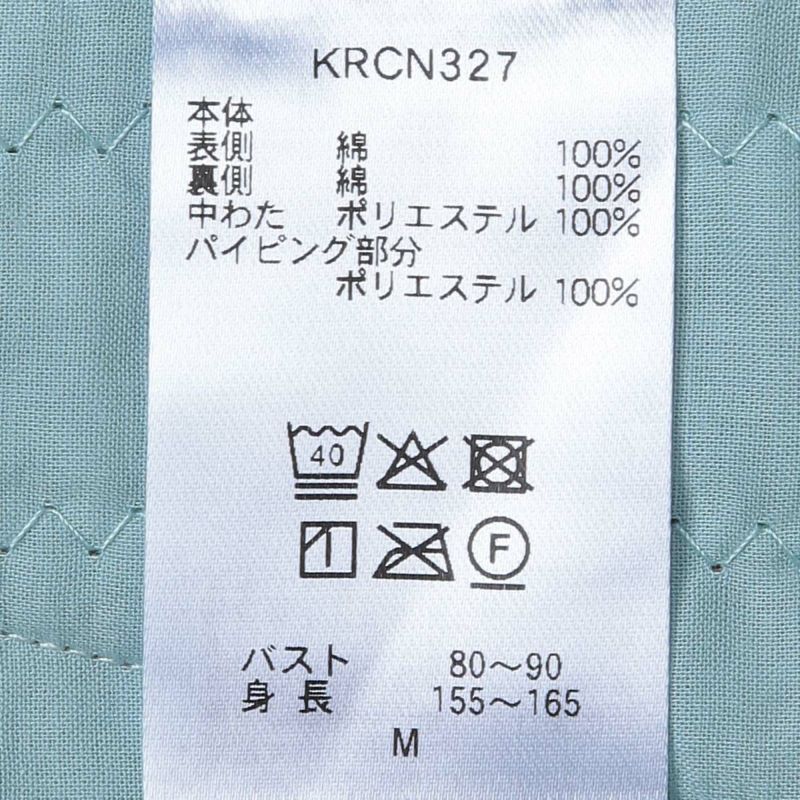 KRCN327
本体
表側 綿 100%
裏側 綿 100%
中わた ポリエステル 100%
パイピング部分
ポリエステル 100%
40
F
バスト 80～90
身長 155～165
M